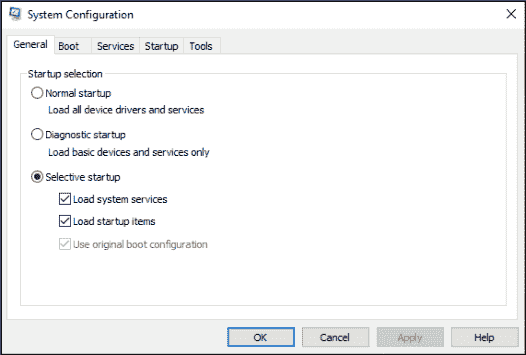 System Configuration
General Boot Services Startup Tools
Startup selection
Normal startup
Load all device drivers and services
Diagnostic startup
Load basic devices and services only
Selective startup
Load system services
Load startup items
Use original boot configuration
OK Cancel Apply Help